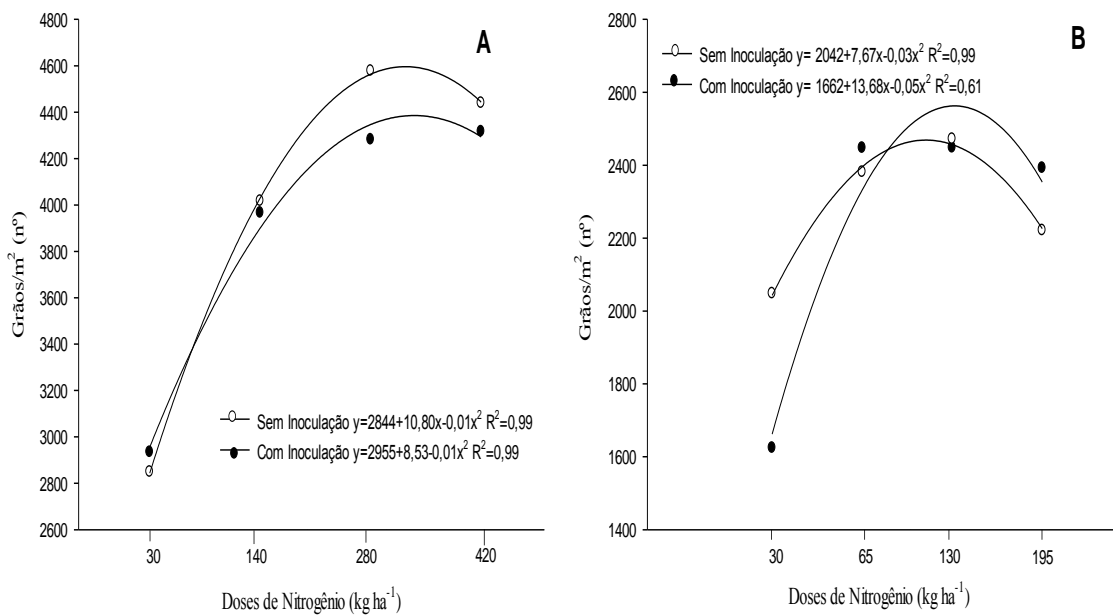 A
4800
4600
4400
4200
4000
3800
3600
3400
3200
3000
2800
2600
Grãos/m² (nº)
Sem Inoculação y=2844+10,80x-0,01x² R²=0,99
Com Inoculação y=2955+8,53-0,01x² R²=0,99
30 140 280 420
Doses de Nitrogênio (kg ha⁻¹)
B
2800
2600
2400
2200
2000
1800
1600
1400
Grãos/m² (nº)
Sem Inoculação y= 2042+7,67x-0,03x² R²=0,99
Com Inoculação y= 1662+13,68x-0,05x² R²=0,61
30 65 130 195
Doses de Nitrogênio (kg ha⁻¹)